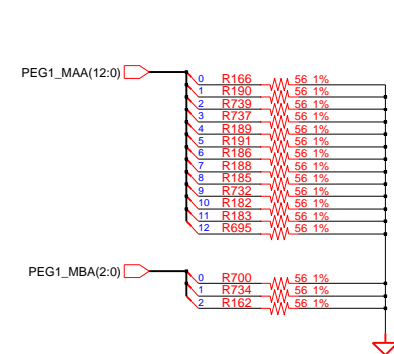 PEG1_MAA(12:0)
0 R166 56 1%
1 R190 56 1%
2 R739 56 1%
3 R737 56 1%
4 R189 56 1%
5 R191 56 1%
6 R186 56 1%
7 R188 56 1%
8 R185 56 1%
9 R732 56 1%
10 R182 56 1%
11 R183 56 1%
12 R695 56 1%
PEG1_MBA(2:0)
0 R700 56 1%
1 R734 56 1%
2 R162 56 1%